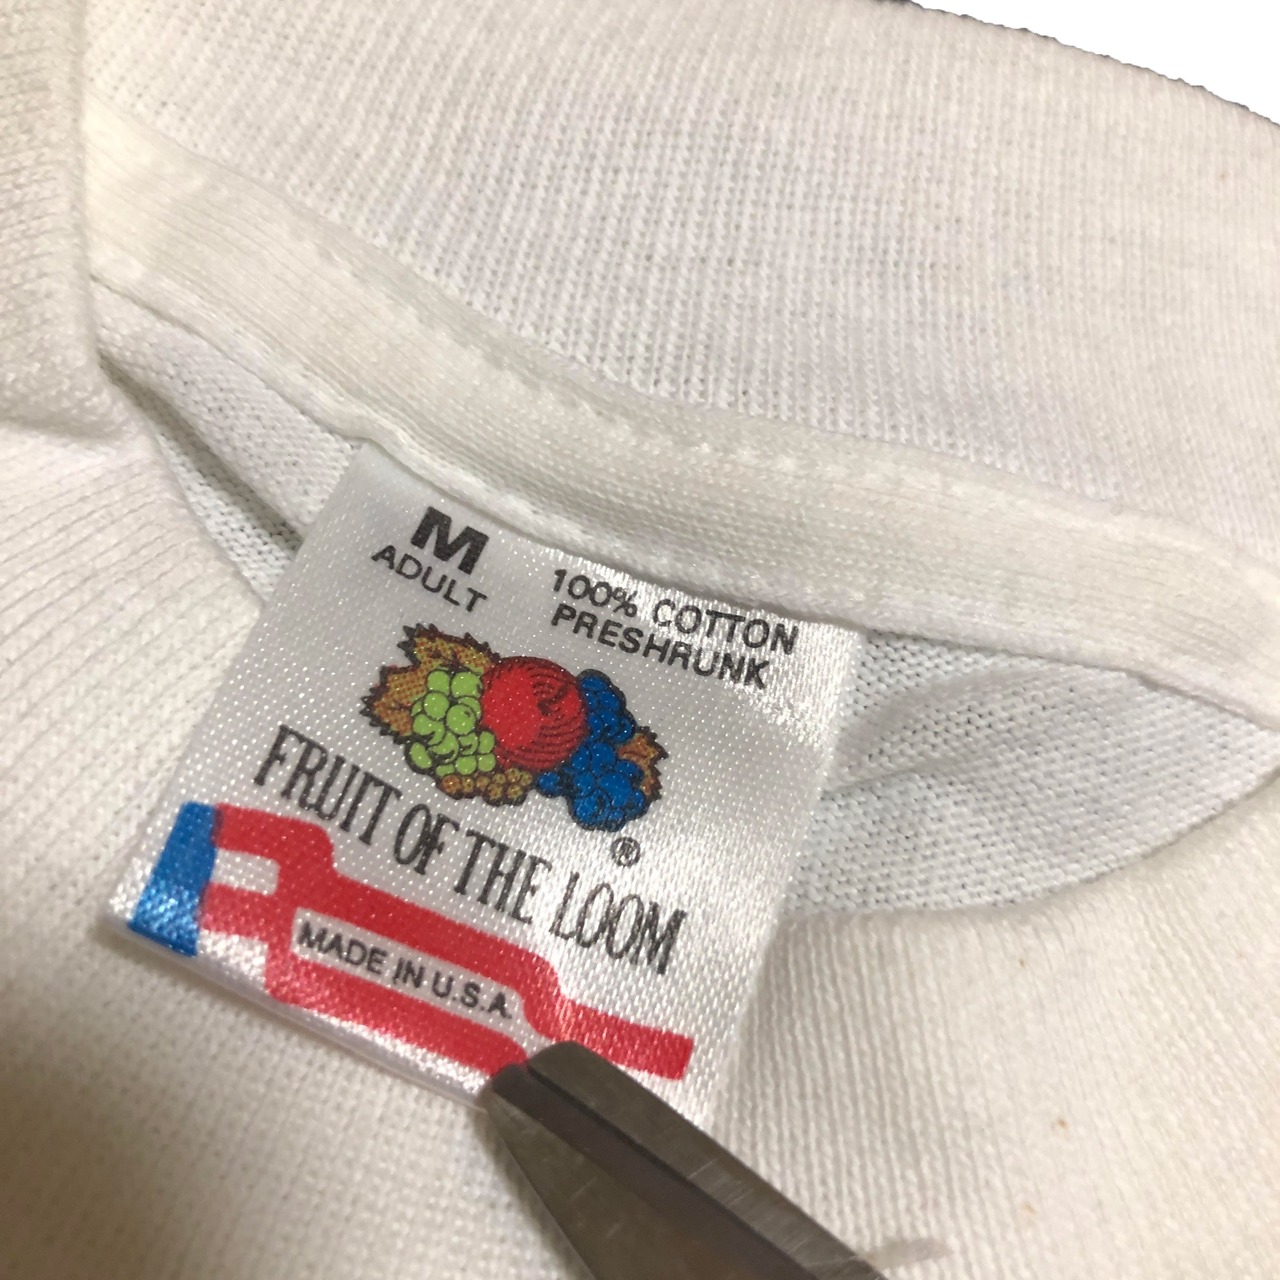 M
ADULT
100% COTTON
PRESHRUNK
®
FRUIT OF THE LOOM
MADE IN U.S.A.